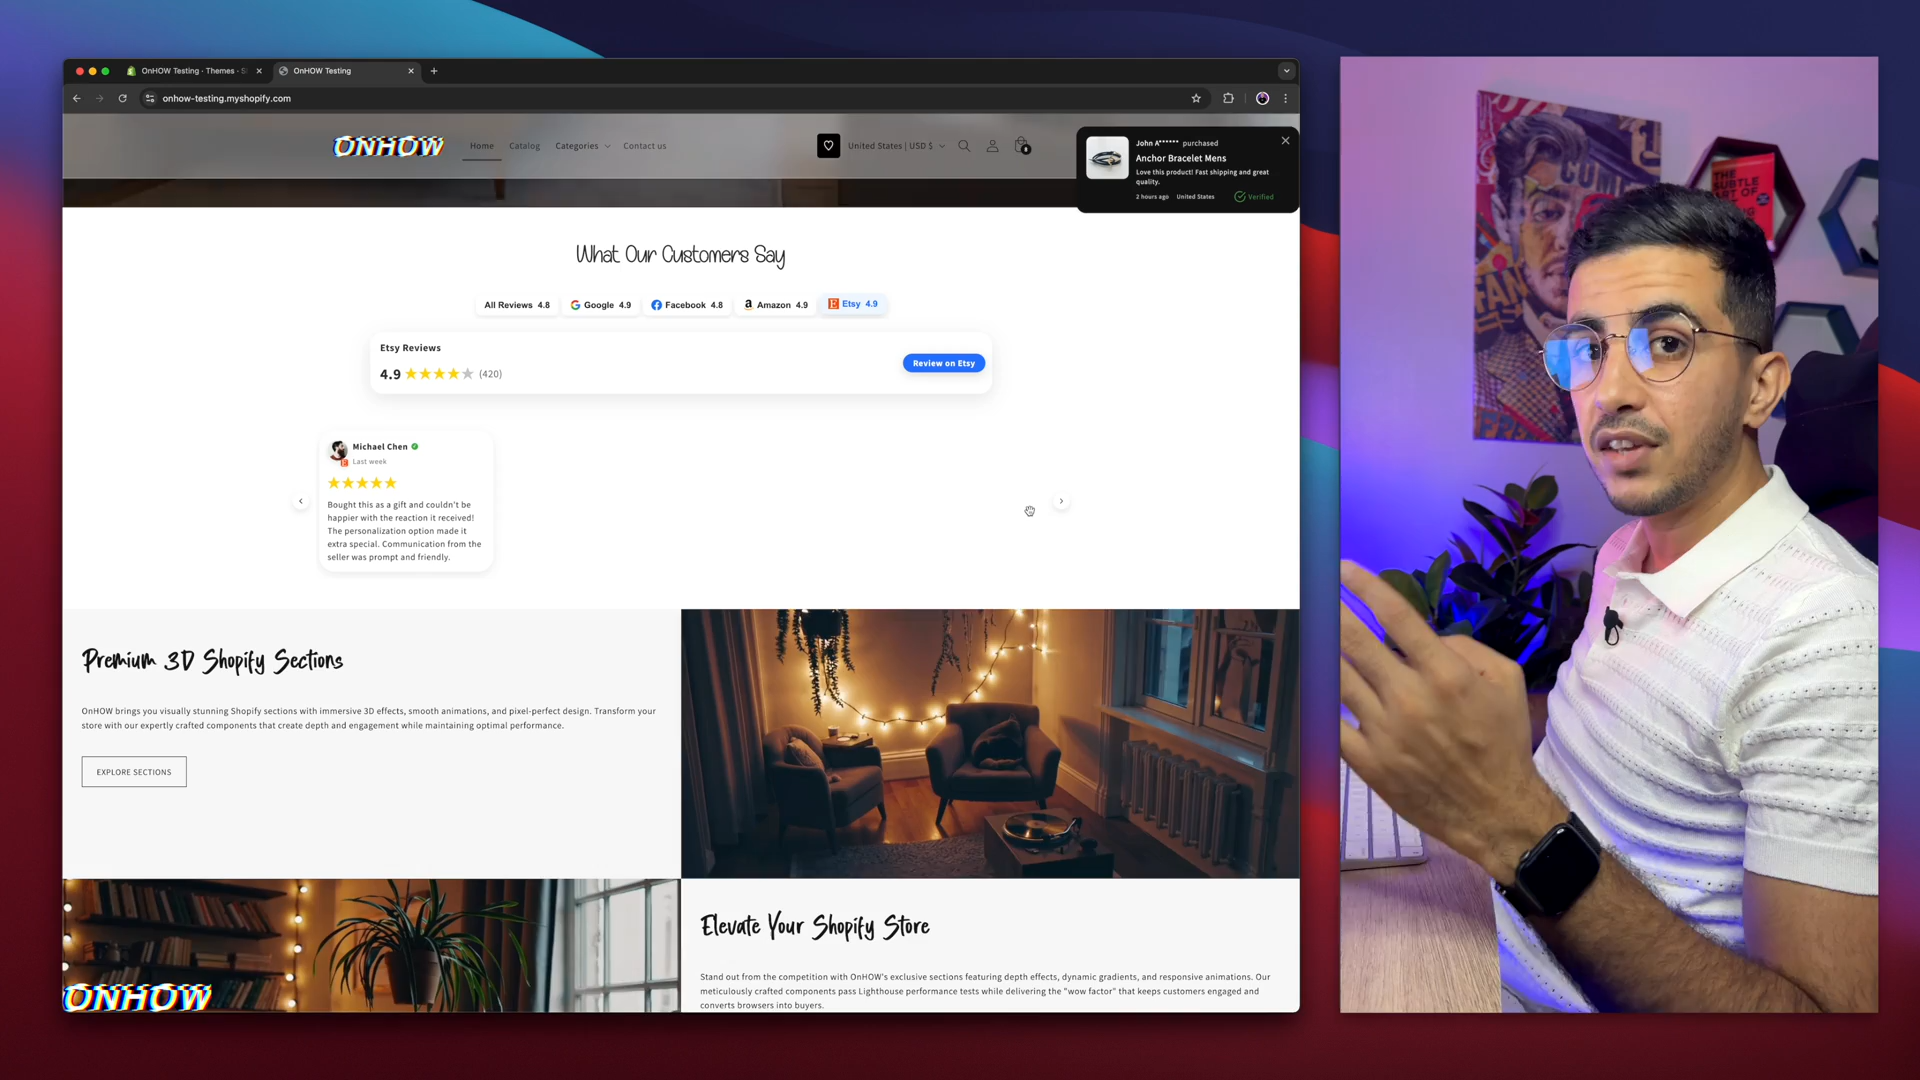 OnHOW Testing · Themes · S
OnHOW Testing
onhow-testing.myshopify.com
ONHOW
Home
Catalog
Categories
Contact us
United States | USD $
John A****** purchased
Anchor Bracelet Mens
Love this product! Fast shipping and great
quality.
2 hours ago
United States
Verified
What Our Customers Say
All Reviews 4.8
Google 4.9
Facebook 4.8
Amazon 4.9
Etsy 4.9
Etsy Reviews
4.9
(420)
Review on Etsy
Michael Chen
Last week
Bought this as a gift and couldn't be
happier with the reaction it received!
The personalization option made it
extra special. Communication from the
seller was prompt and friendly.
Premium 3D Shopify Sections
OnHOW brings you visually stunning Shopify sections with immersive 3D effects, smooth animations, and pixel-perfect design. Transform your
store with our expertly crafted components that create depth and engagement while maintaining optimal performance.
EXPLORE SECTIONS
Elevate Your Shopify Store
Stand out from the competition with OnHOW's exclusive sections featuring depth effects, dynamic gradients, and responsive animations. Our
meticulously crafted components pass Lighthouse performance tests while delivering the "wow factor" that keeps customers engaged and
converts browsers into buyers.
ONHOW
THE
SUBTLE
ART OF